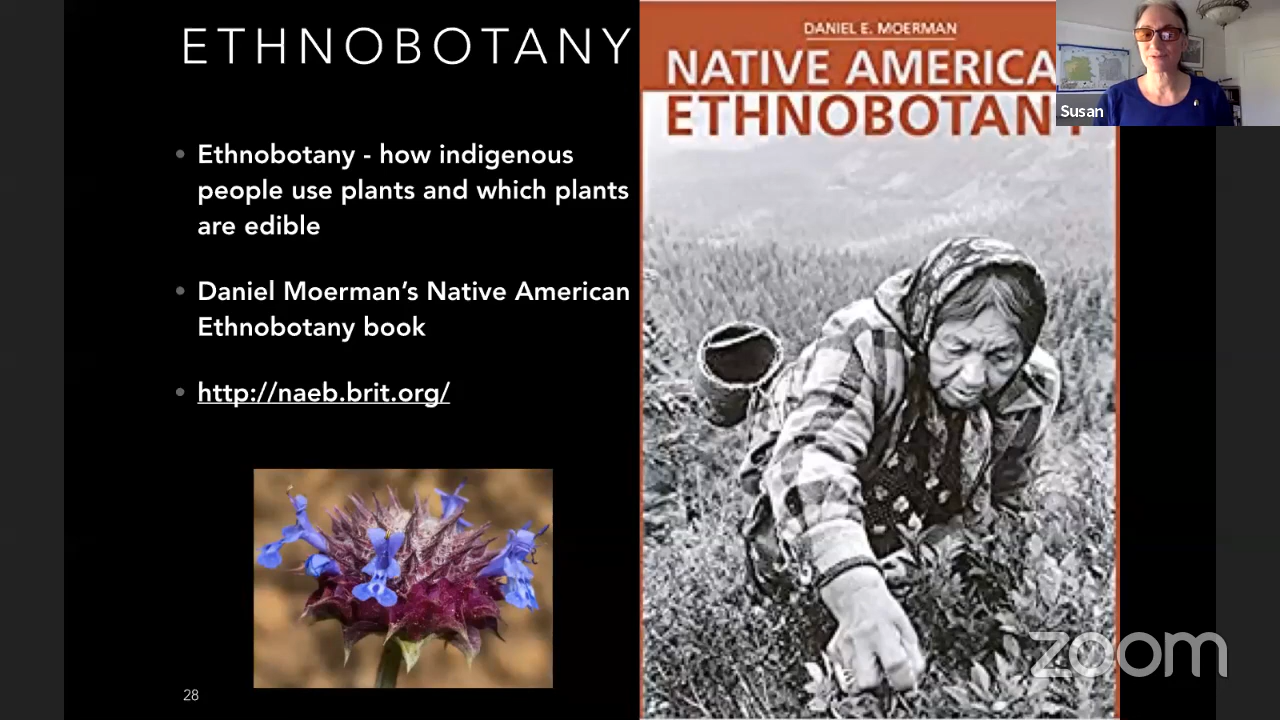 ETHNOBOTANY
• Ethnobotany - how indigenous
people use plants and which plants
are edible
• Daniel Moerman’s Native American
Ethnobotany book
• http://naeb.brit.org/
28
DANIEL E. MOERMAN
NATIVE AMERICA
ETHNOBOTANY
Susan
zoom